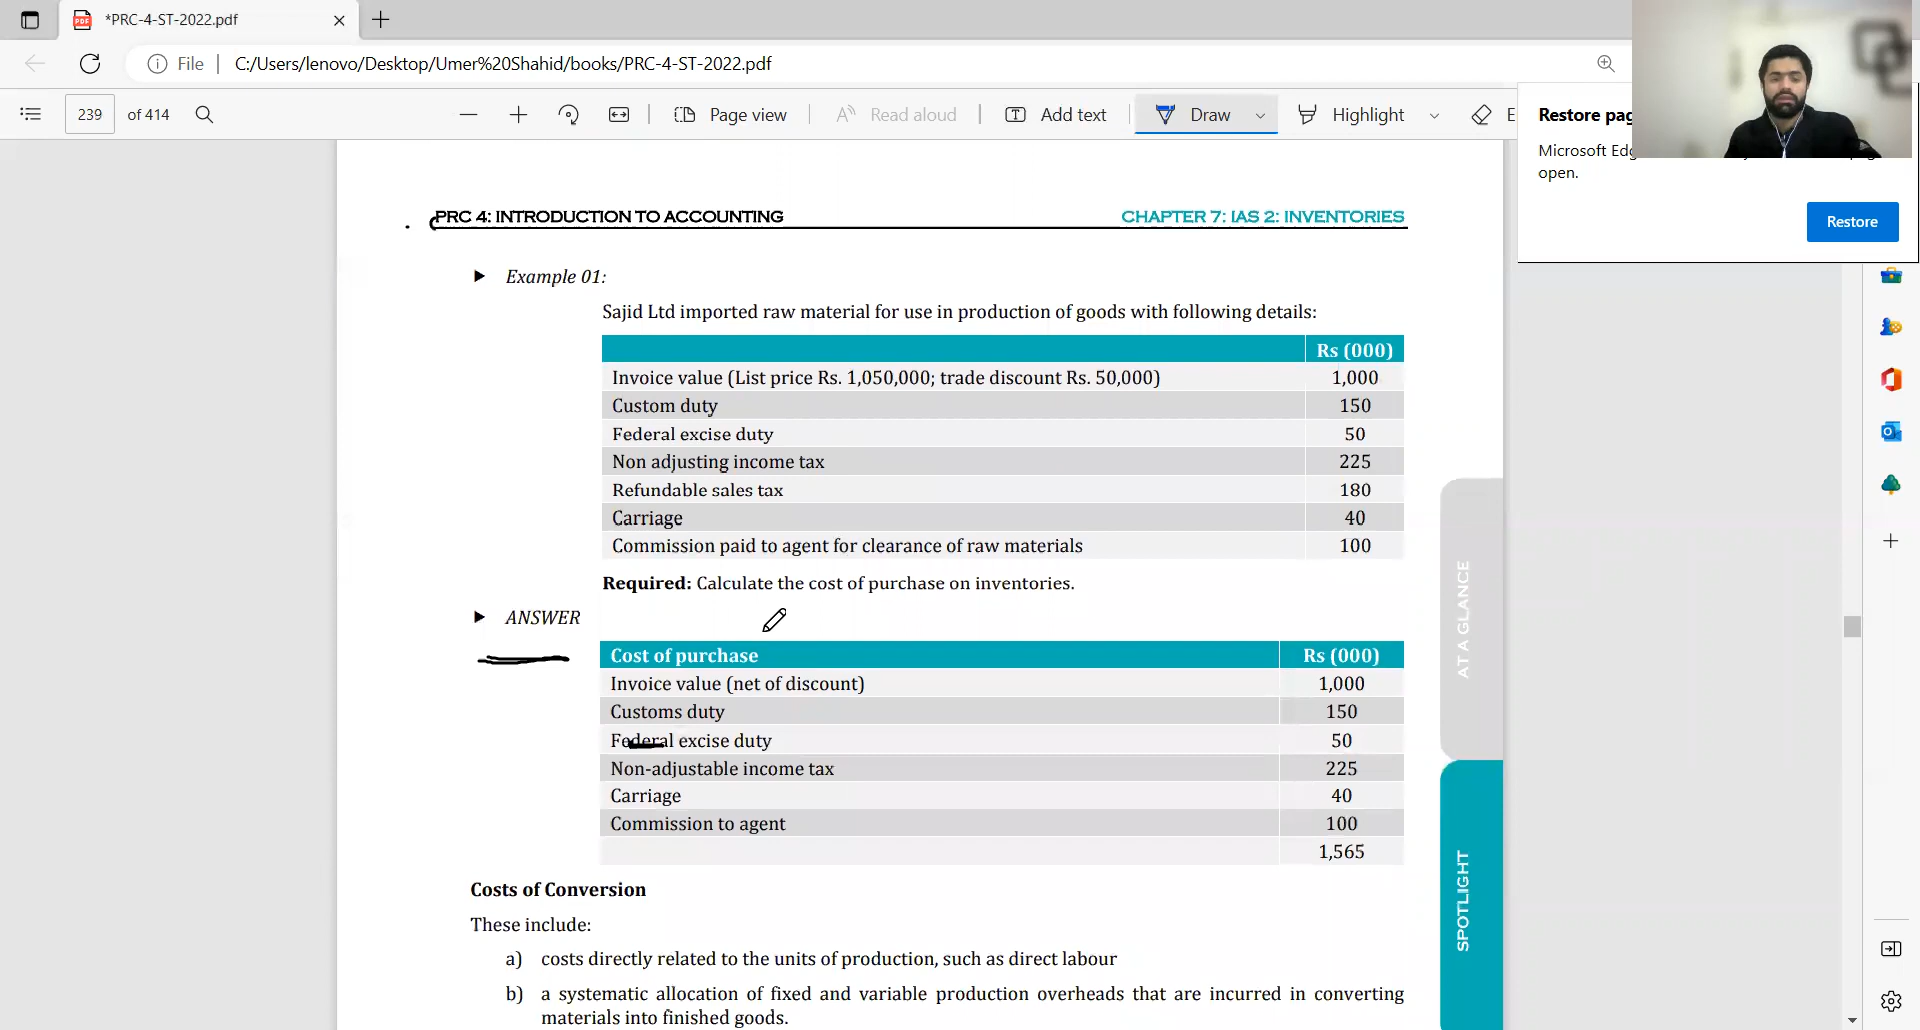 *PRC-4-ST-2022.pdf
File
C:/Users/lenovo/Desktop/Umer%20Shahid/books/PRC-4-ST-2022.pdf
239 of 414
Page view
Read aloud
Add text
Draw
Highlight
E
Restore pag
Microsoft Edg
open.
Restore
PRC 4: INTRODUCTION TO ACCOUNTING
CHAPTER 7: IAS 2: INVENTORIES
Example 01:
Sajid Ltd imported raw material for use in production of goods with following details:
Rs (000)
Invoice value (List price Rs. 1,050,000; trade discount Rs. 50,000) 1,000
Custom duty 150
Federal excise duty 50
Non adjusting income tax 225
Refundable sales tax 180
Carriage 40
Commission paid to agent for clearance of raw materials 100
Required: Calculate the cost of purchase on inventories.
ANSWER
Cost of purchase Rs (000)
Invoice value (net of discount) 1,000
Customs duty 150
Federal excise duty 50
Non-adjustable income tax 225
Carriage 40
Commission to agent 100
1,565
Costs of Conversion
These include:
a) costs directly related to the units of production, such as direct labour
b) a systematic allocation of fixed and variable production overheads that are incurred in converting
materials into finished goods.
AT A GLANCE
SPOTLIGHT